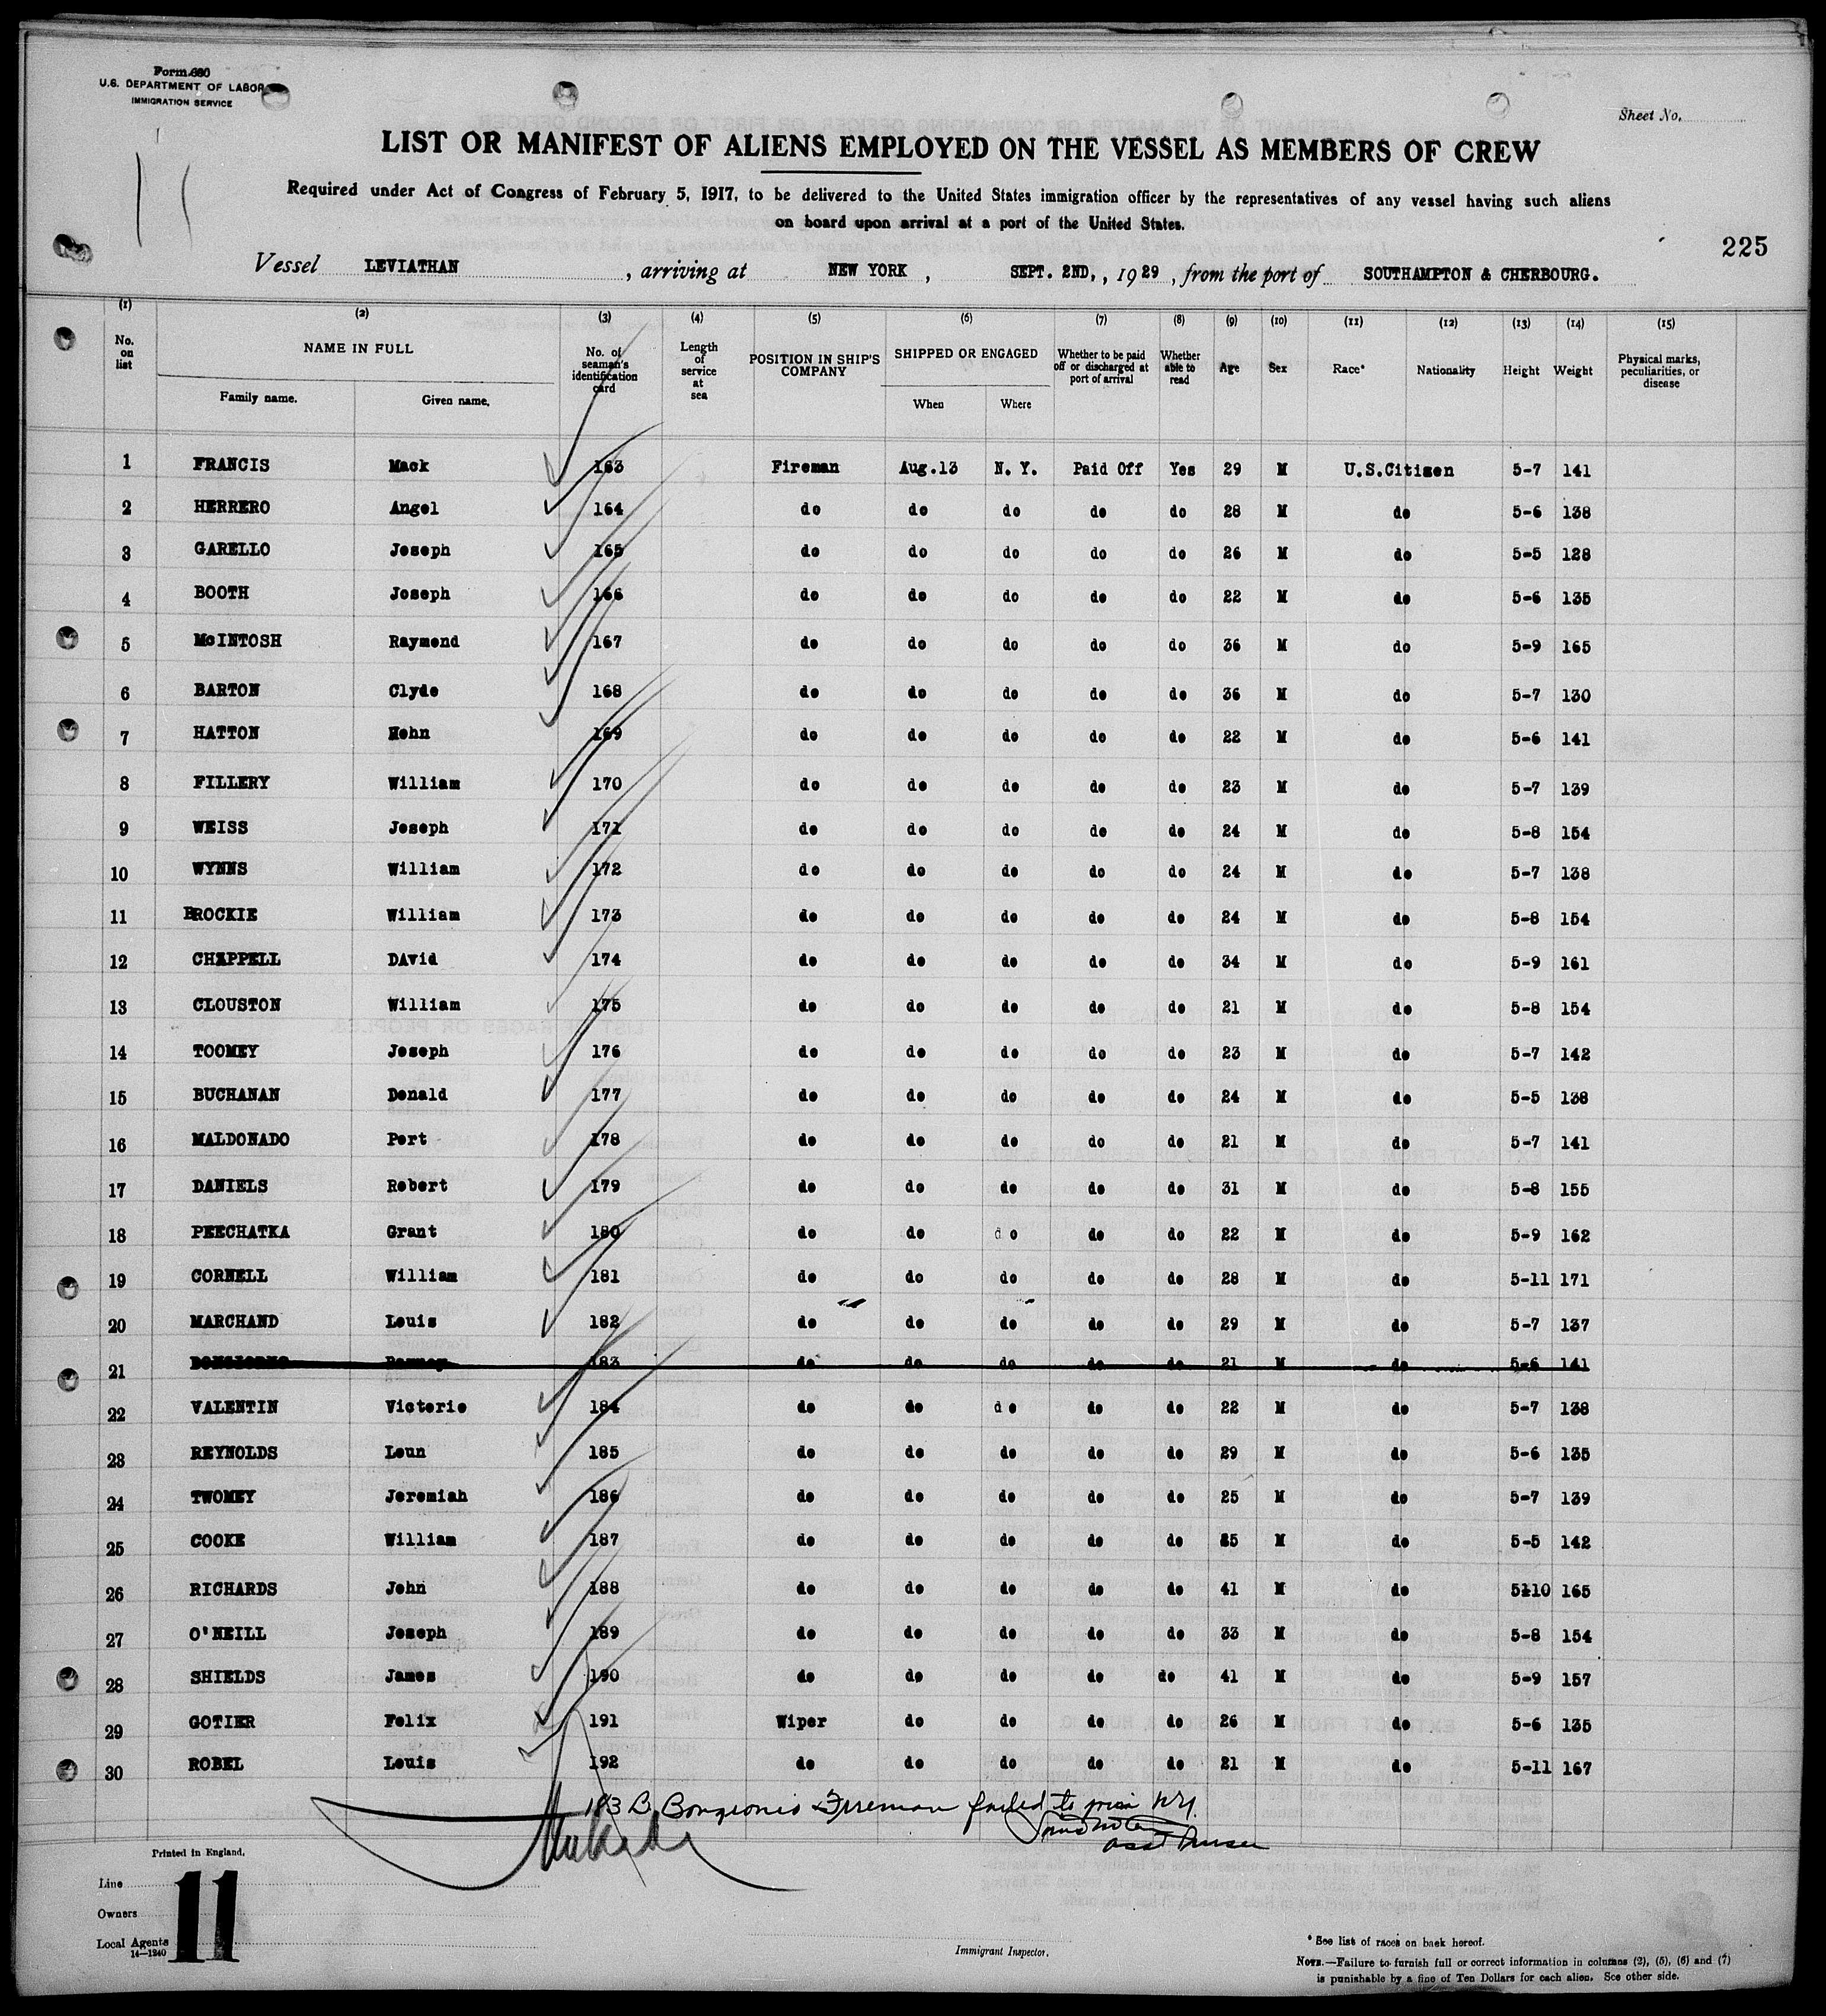 Form 680
U.S. DEPARTMENT OF LABOR
IMMIGRATION SERVICE
Sheet No.
LIST OR MANIFEST OF ALIENS EMPLOYED ON THE VESSEL AS MEMBERS OF CREW
Required under Act of Congress of February 5, 1917, to be delivered to the United States immigration officer by the representatives of any vessel having such aliens
on board upon arrival at a port of the United States.
225
Vessel LEVIATHAN, arriving at NEW YORK, SEPT. 2ND,, 1929, from the port of SOUTHAMPTON & CHERBOURG.
(1) (2) (3) (4) (5) (6) (7) (8) (9) (10) (11) (12) (13) (14) (15)
No. on list NAME IN FULL Family name. Given name. No. of seaman's identification card Length of service at sea POSITION IN SHIP'S COMPANY SHIPPED OR ENGAGED When Where Whether to be paid off or discharged at port of arrival Whether able to read Age Sex Race* Nationality Height Weight Physical marks, peculiarities, or disease
1 FRANCIS Mack 163 Fireman Aug.13 N. Y. Paid Off Yes 29 M U.S.Citizen 5-7 141
2 HERRERO Angel 164 do do do do do 28 M do 5-6 138
3 GARELLO Joseph 165 do do do do do 26 M do 5-5 128
4 BOOTH Joseph 166 do do do do do 22 M do 5-6 135
5 McINTOSH Raymond 167 do do do do do 36 M do 5-9 165
6 BARTON Clyde 168 do do do do do 36 M do 5-7 130
7 HATTON Hohn 169 do do do do do 22 M do 5-6 141
8 FILLERY William 170 do do do do do 23 M do 5-7 139
9 WEISS Joseph 171 do do do do do 24 M do 5-8 154
10 WYNNS William 172 do do do do do 24 M do 5-7 138
11 BROCKIE William 173 do do do do do 24 M do 5-8 154
12 CHAPPELL DAvid 174 do do do do do 34 M do 5-9 161
13 CLOUSTON William 175 do do do do do 21 M do 5-8 154
14 TOOMEY Joseph 176 do do do do do 23 M do 5-7 142
15 BUCHANAN Donald 177 do do do do do 24 M do 5-5 138
16 MALDONADO Port 178 do do do do do 21 M do 5-7 141
17 DANIELS Robert 179 do do do do do 31 M do 5-8 155
18 PEECHATKA Grant 180 do do do do do 22 M do 5-9 162
19 CORNELL William 181 do do do do do 28 M do 5-11 171
20 MARCHAND Louis 182 do do do do do 29 M do 5-7 137
21 183 do do do do do 21 M do 5-6 141
22 VALENTIN Victorio 184 do do do do do 22 M do 5-7 138
23 REYNOLDS Leun 185 do do do do do 29 M do 5-6 135
24 TWOMEY Jeremiah 186 do do do do do 25 M do 5-7 139
25 COOKE William 187 do do do do do 25 M do 5-5 142
26 RICHARDS John 188 do do do do do 41 M do 5-10 165
27 O'NEILL Joseph 189 do do do do do 33 M do 5-8 154
28 SHIELDS James 190 do do do do do 41 M do 5-9 157
29 GOTIER Felix 191 Wiper do do do do 26 M do 5-6 135
30 ROBEL Louis 192 do do do do do 21 M do 5-11 167
183 B. Bongionis Fireman failed to join N.Y.
Asst Purser
Printed in England.
Line
Owners
Local Agents
14—1240
11
Immigrant Inspector.
* See list of races on back hereof.
NOTE.—Failure to furnish full or correct information in columns (2), (5), (6) and (7)
is punishable by a fine of Ten Dollars for each alien. See other side.